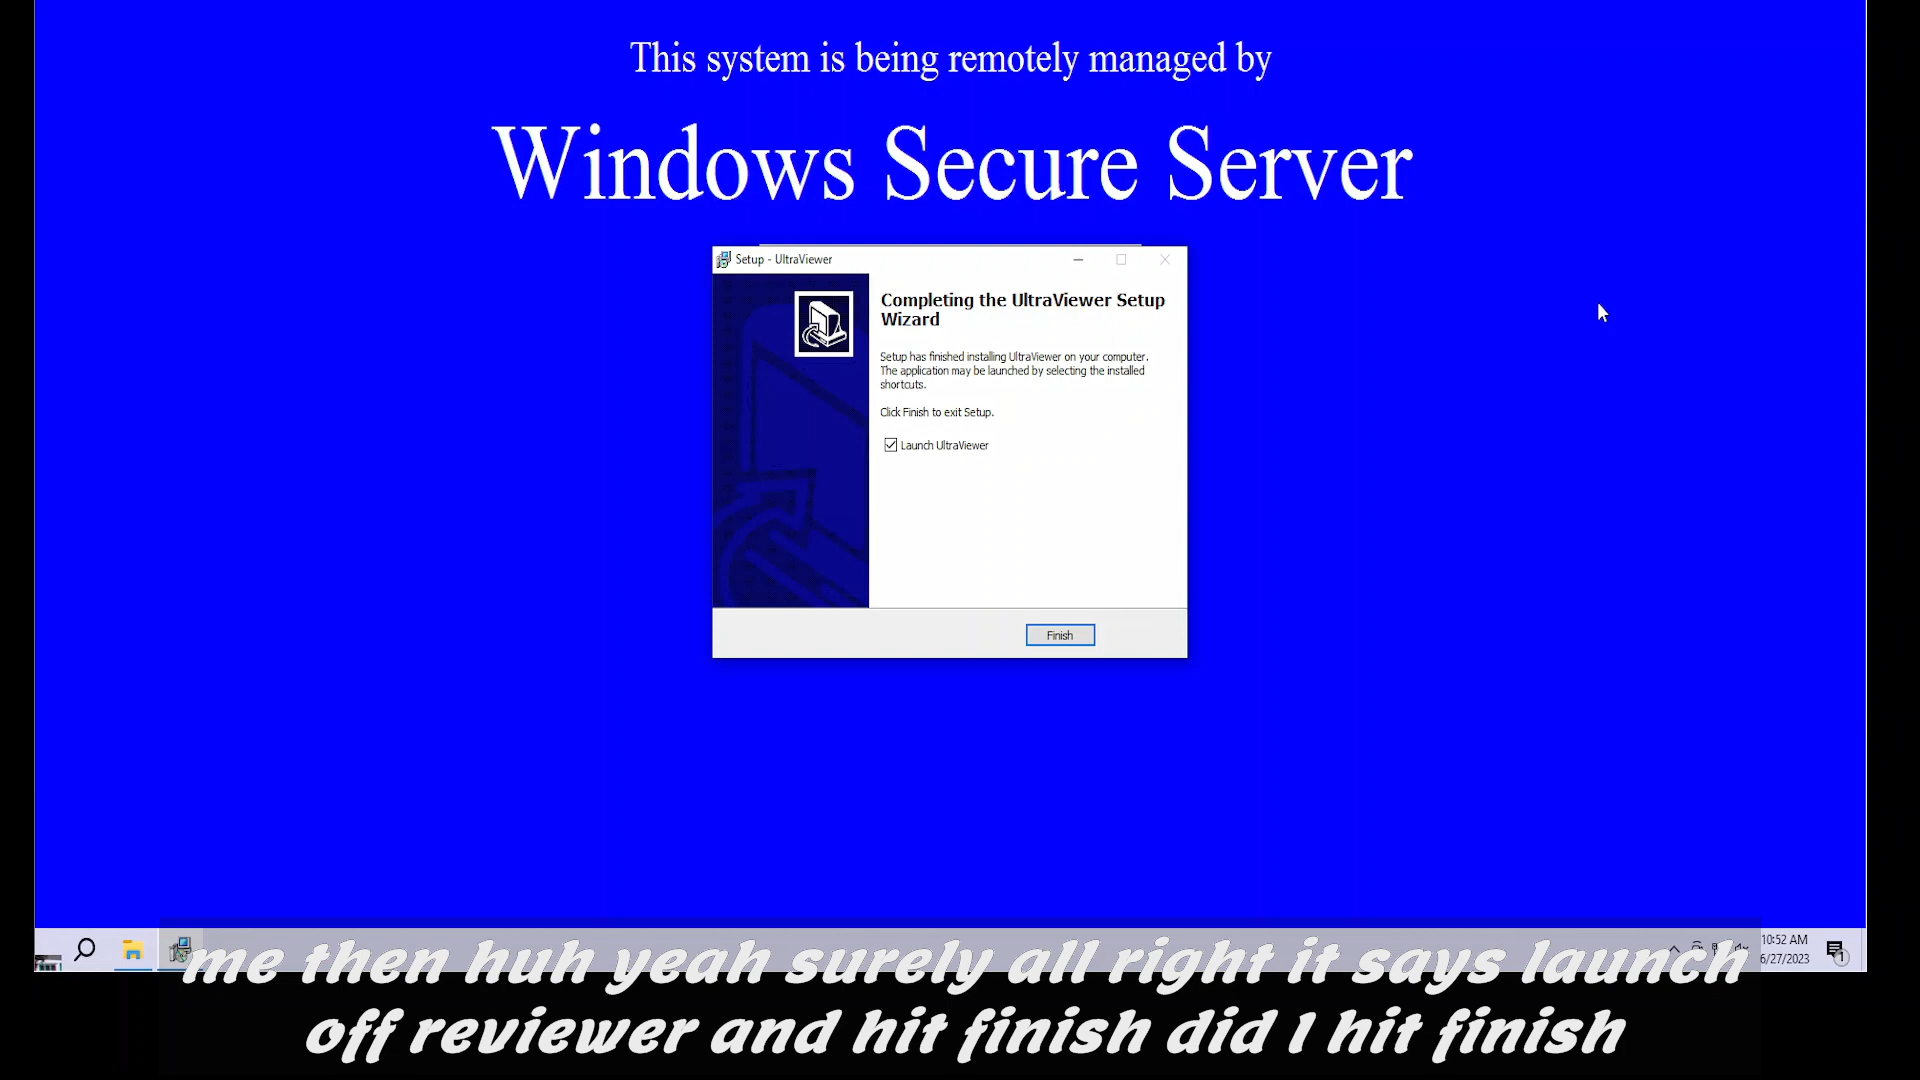 This system is being remotely managed by
Windows Secure Server
Setup - UltraViewer
Completing the UltraViewer Setup
Wizard
Setup has finished installing UltraViewer on your computer.
The application may be launched by selecting the installed
shortcuts.
Click Finish to exit Setup.
Launch UltraViewer
Finish
10:52 AM
6/27/2023
1
me then huh yeah surely all right it says launch
off reviewer and hit finish did I hit finish